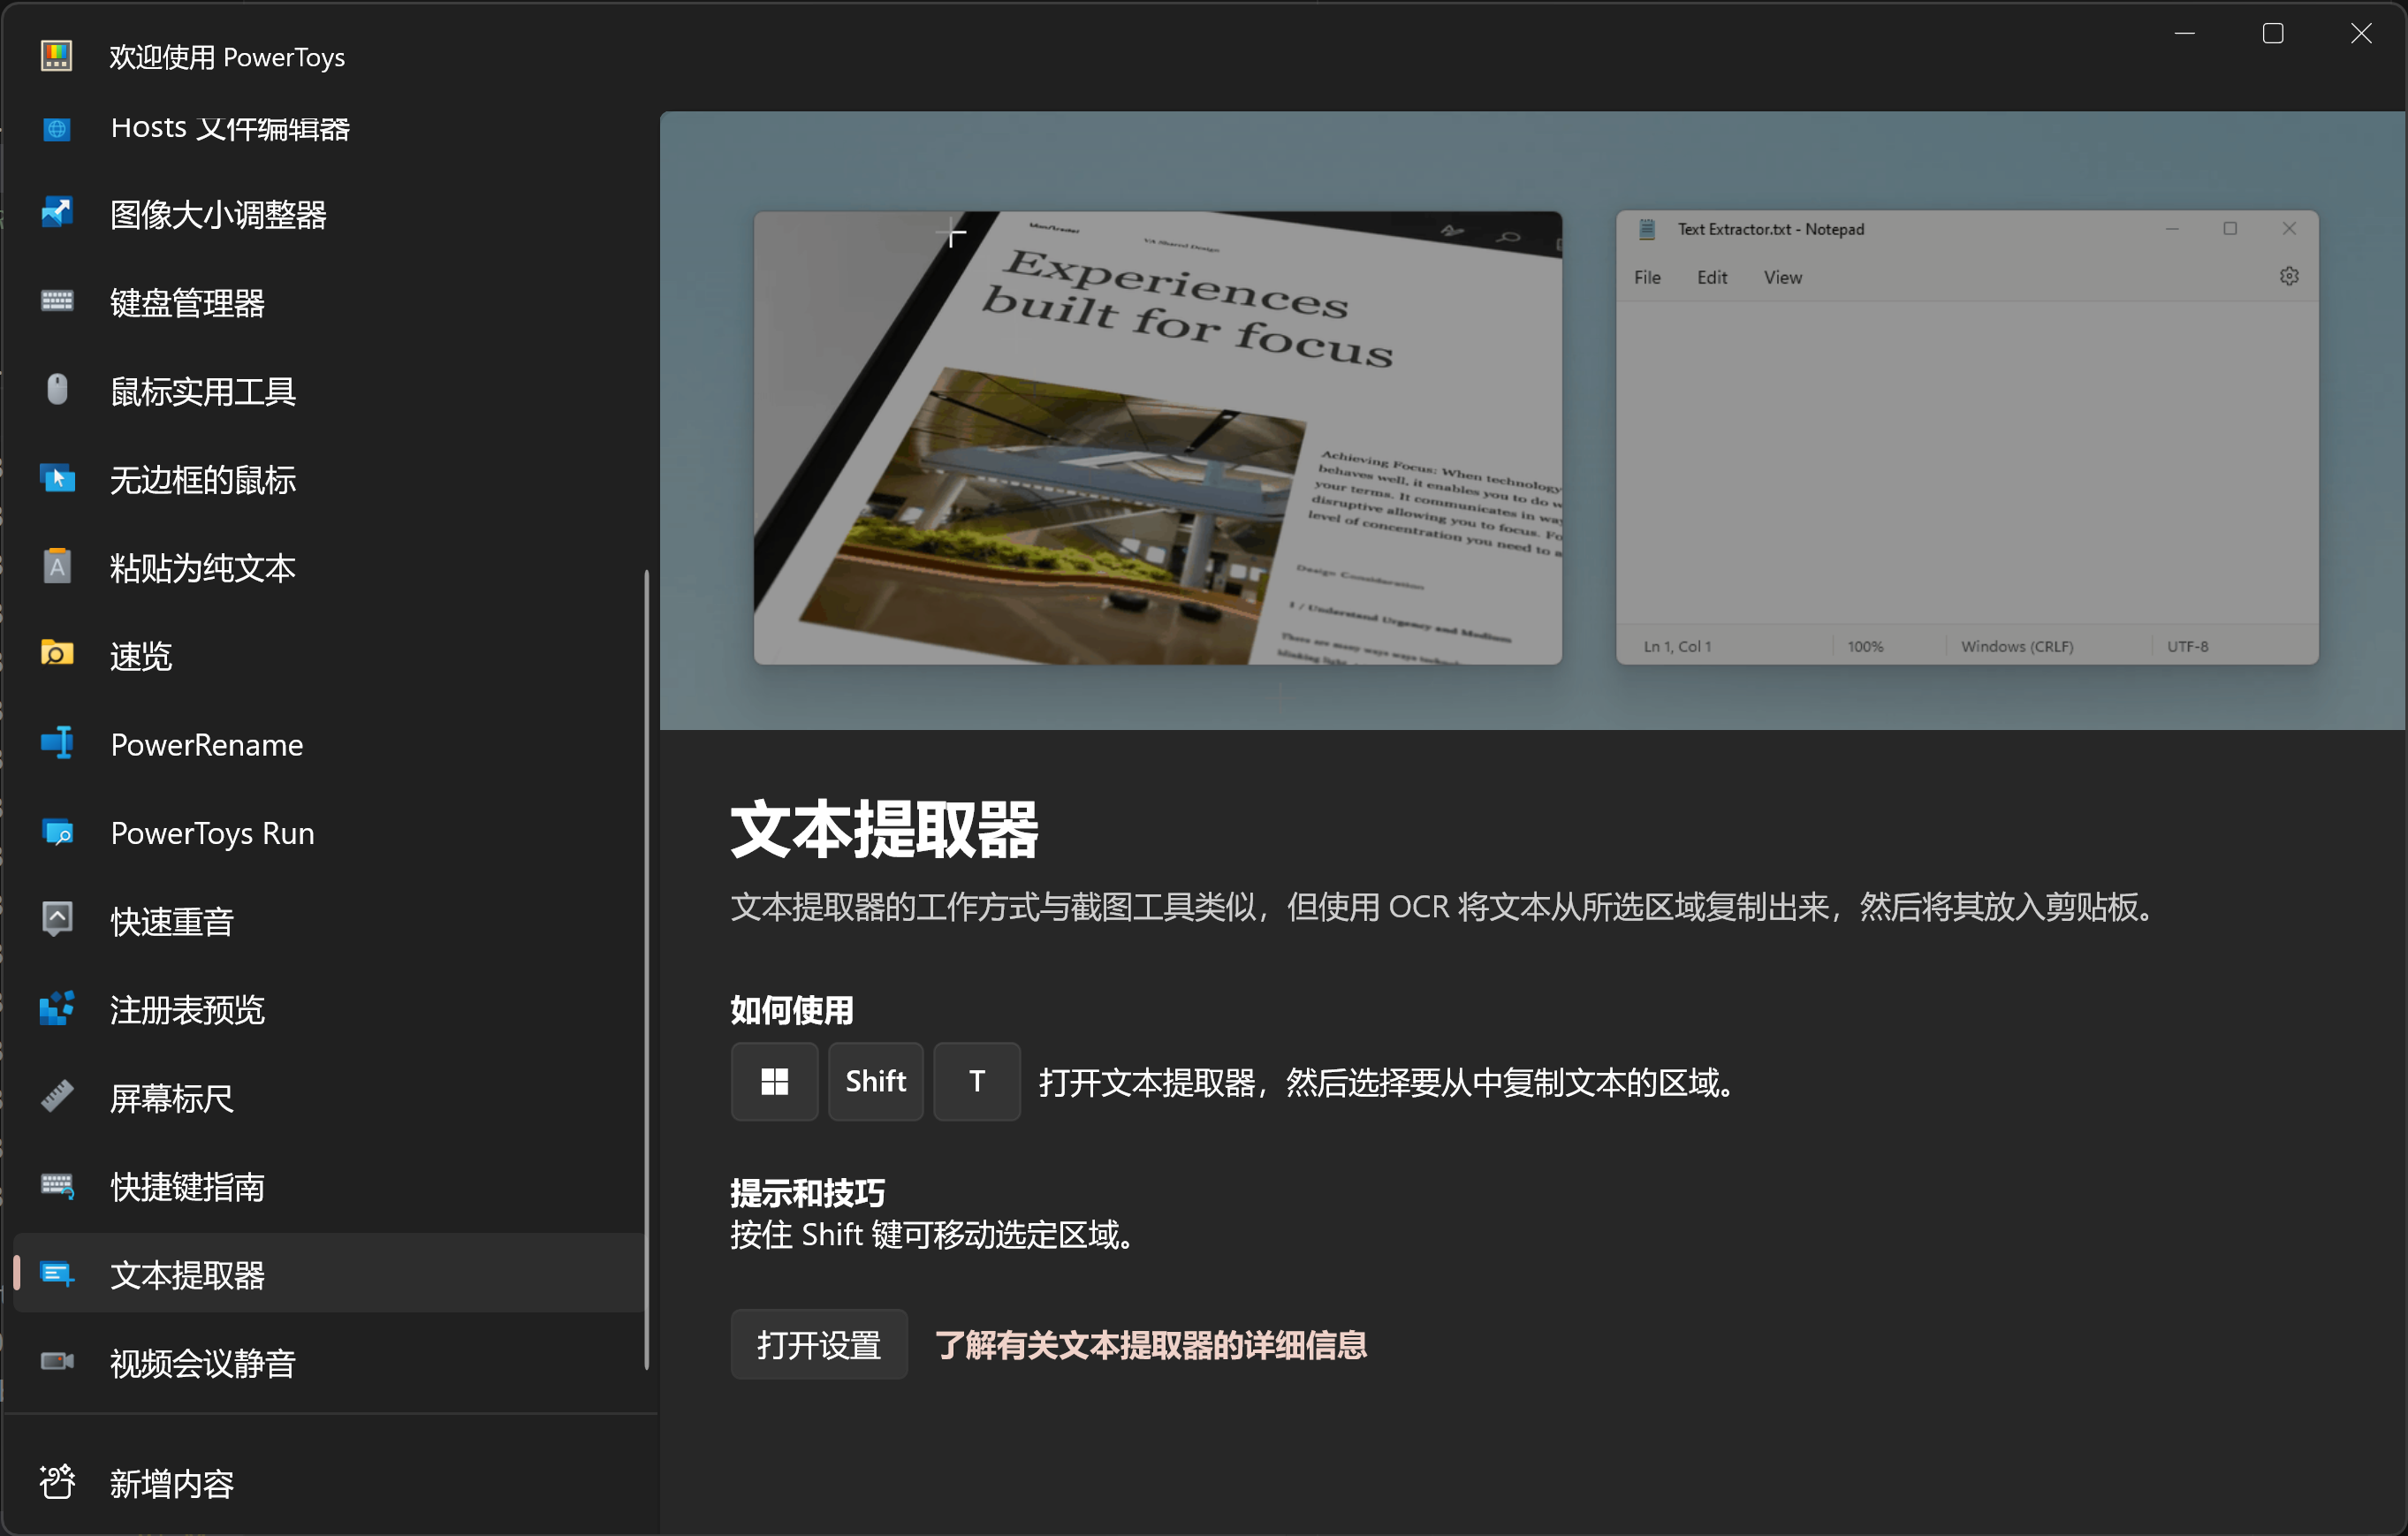 欢迎使用 PowerToys
Hosts 文件编辑器
图像大小调整器
键盘管理器
鼠标实用工具
无边框的鼠标
粘贴为纯文本
速览
PowerRename
PowerToys Run
快速重音
注册表预览
屏幕标尺
快捷键指南
文本提取器
视频会议静音
新增内容
VA Shared Design
Experiences
built for focus
Achieving Focus: When technology
behaves well, it enables you to do
your terms. It communicates in
disruptive allowing you to focus.
level of concentration you need to
Design Consideration
1 / Understand Urgency and Medium
There are many ways
blinking light
Text Extractor.txt - Notepad
File Edit View
Ln 1, Col 1 100% Windows (CRLF) UTF-8
文本提取器
文本提取器的工作方式与截图工具类似，但使用 OCR 将文本从所选区域复制出来，然后将其放入剪贴板。
如何使用
Shift T 打开文本提取器，然后选择要从中复制文本的区域。
提示和技巧
按住 Shift 键可移动选定区域。
打开设置 了解有关文本提取器的详细信息